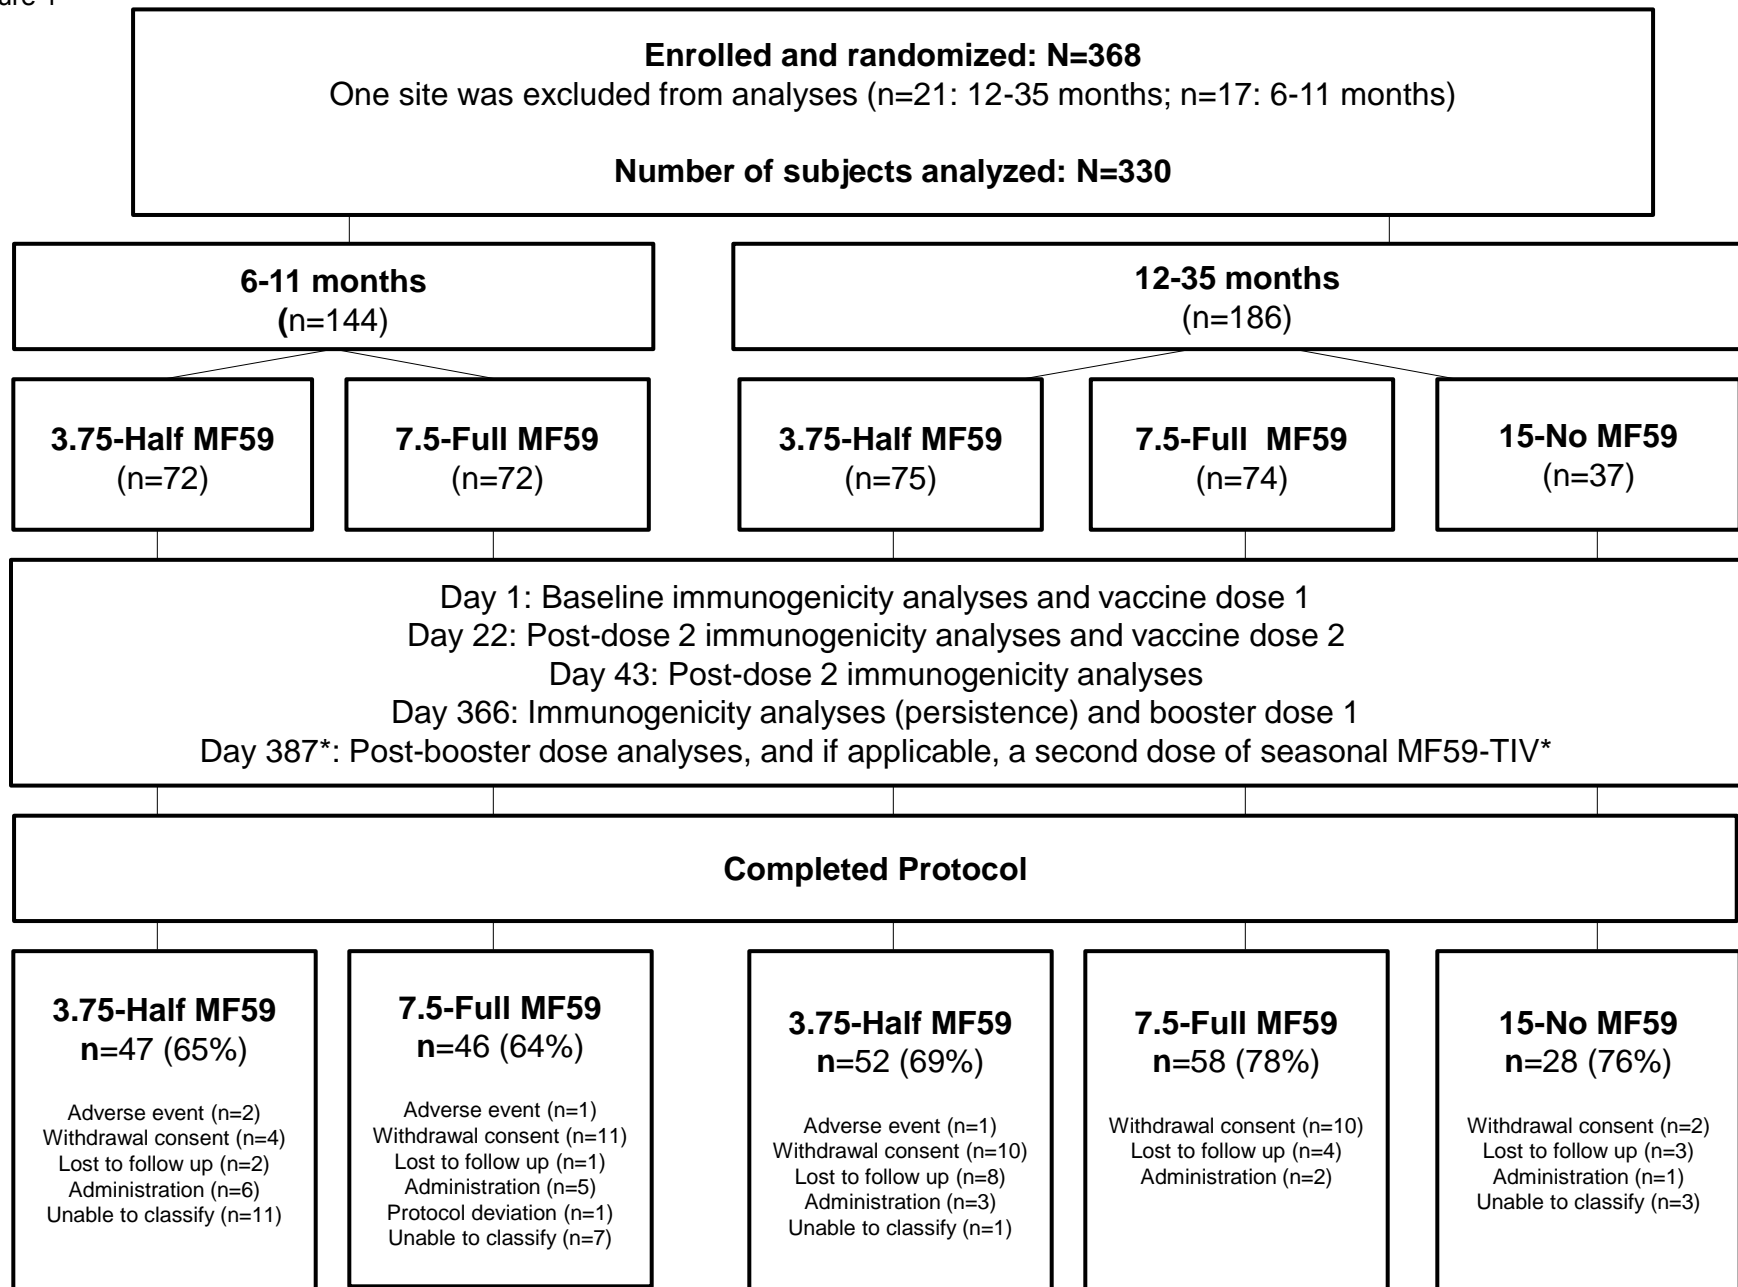 Enrolled and randomized: N=368
One site was excluded from analyses (n=21: 12-35 months; n=17: 6-11 months)
Number of subjects analyzed: N=330
6-11 months
(n=144)
12-35 months
(n=186)
3.75-Half MF59
(n=72)
7.5-Full MF59
(n=72)
3.75-Half MF59
(n=75)
7.5-Full MF59
(n=74)
15-No MF59
(n=37)
Day 1: Baseline immunogenicity analyses and vaccine dose 1
Day 22: Post-dose 2 immunogenicity analyses and vaccine dose 2
Day 43: Post-dose 2 immunogenicity analyses
Day 366: Immunogenicity analyses (persistence) and booster dose 1
Day 387*: Post-booster dose analyses, and if applicable, a second dose of seasonal MF59-TIV*
Completed Protocol
3.75-Half MF59
n=47 (65%)
Adverse event (n=2)
Withdrawal consent (n=4)
Lost to follow up (n=2)
Administration (n=6)
Unable to classify (n=11)
7.5-Full MF59
n=46 (64%)
Adverse event (n=1)
Withdrawal consent (n=11)
Lost to follow up (n=1)
Administration (n=5)
Protocol deviation (n=1)
Unable to classify (n=7)
3.75-Half MF59
n=52 (69%)
Adverse event (n=1)
Withdrawal consent (n=10)
Lost to follow up (n=8)
Administration (n=3)
Unable to classify (n=1)
7.5-Full MF59
n=58 (78%)
Withdrawal consent (n=10)
Lost to follow up (n=4)
Administration (n=2)
15-No MF59
n=28 (76%)
Withdrawal consent (n=2)
Lost to follow up (n=3)
Administration (n=1)
Unable to classify (n=3)